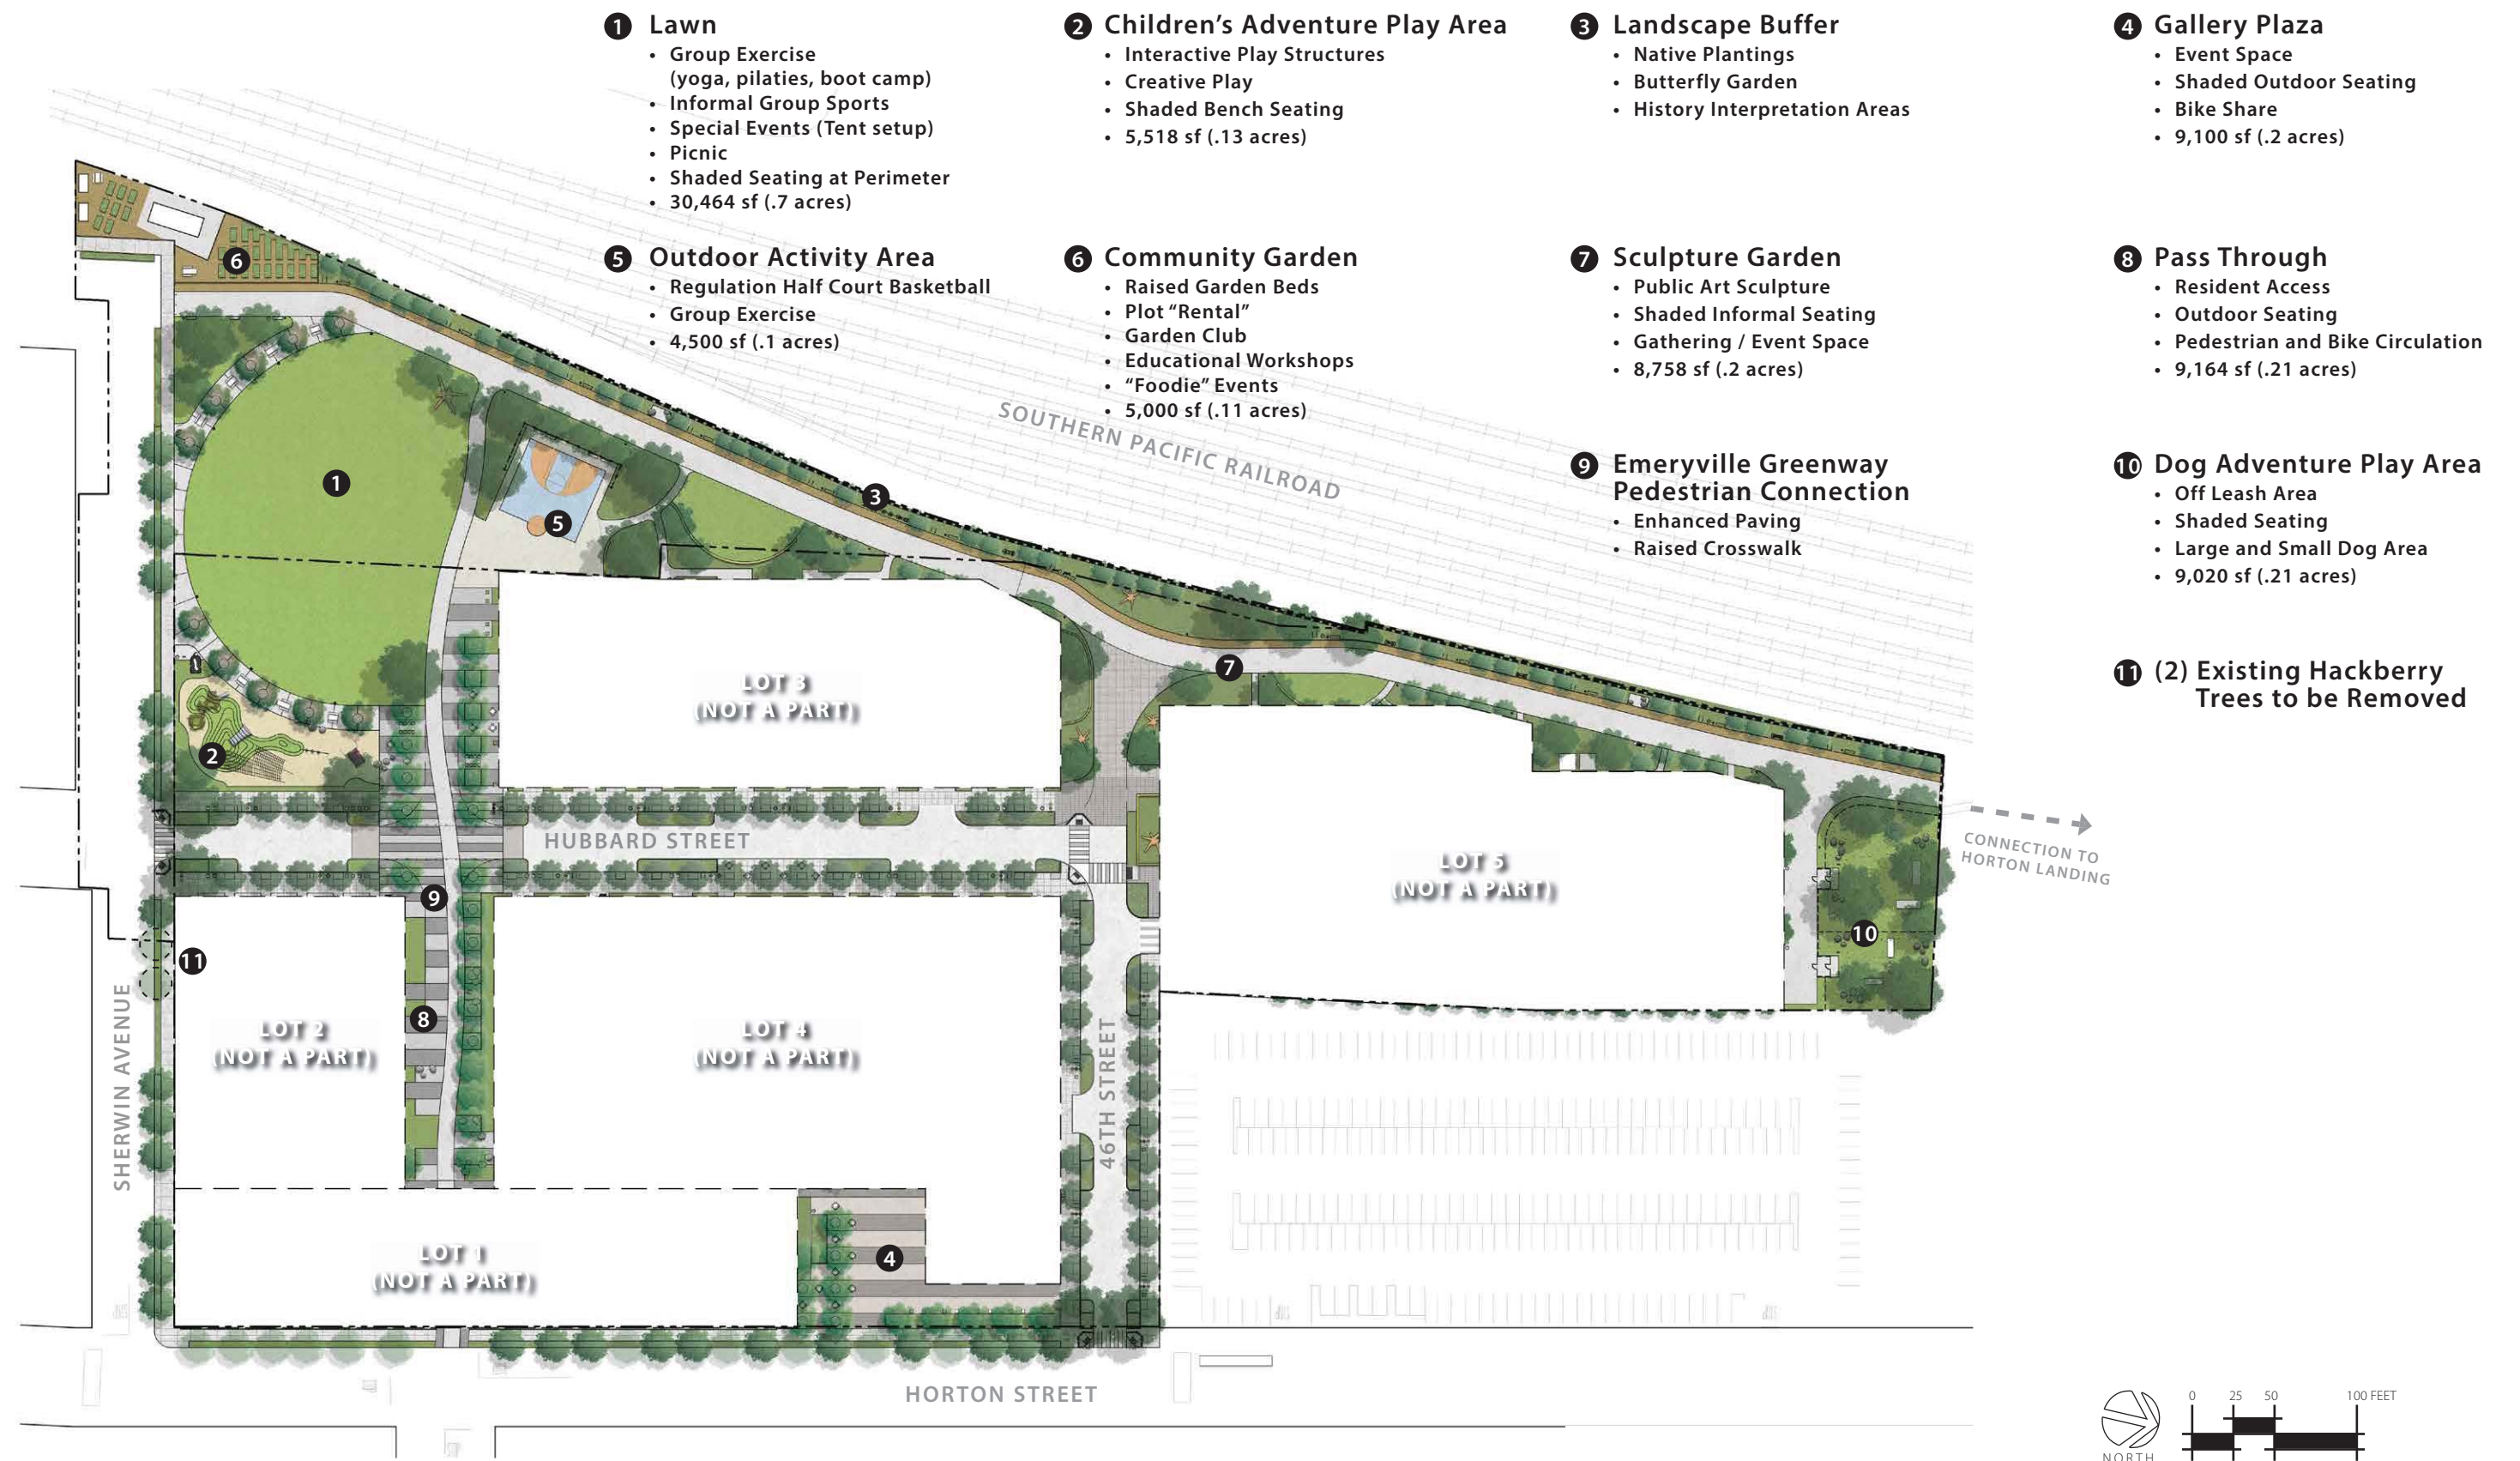 1 Lawn
• Group Exercise
(yoga, pilaties, boot camp)
• Informal Group Sports
• Special Events (Tent setup)
• Picnic
• Shaded Seating at Perimeter
• 30,464 sf (.7 acres)
2 Children’s Adventure Play Area
• Interactive Play Structures
• Creative Play
• Shaded Bench Seating
• 5,518 sf (.13 acres)
3 Landscape Buffer
• Native Plantings
• Butterfly Garden
• History Interpretation Areas
4 Gallery Plaza
• Event Space
• Shaded Outdoor Seating
• Bike Share
• 9,100 sf (.2 acres)
5 Outdoor Activity Area
• Regulation Half Court Basketball
• Group Exercise
• 4,500 sf (.1 acres)
6 Community Garden
• Raised Garden Beds
• Plot “Rental”
• Garden Club
• Educational Workshops
• “Foodie” Events
• 5,000 sf (.11 acres)
7 Sculpture Garden
• Public Art Sculpture
• Shaded Informal Seating
• Gathering / Event Space
• 8,758 sf (.2 acres)
8 Pass Through
• Resident Access
• Outdoor Seating
• Pedestrian and Bike Circulation
• 9,164 sf (.21 acres)
9 Emeryville Greenway
Pedestrian Connection
• Enhanced Paving
• Raised Crosswalk
10 Dog Adventure Play Area
• Off Leash Area
• Shaded Seating
• Large and Small Dog Area
• 9,020 sf (.21 acres)
11 (2) Existing Hackberry
Trees to be Removed
6
SOUTHERN PACIFIC RAILROAD
1
3
5
7
LOT 3
(NOT A PART)
2
HUBBARD STREET
CONNECTION TO
HORTON LANDING
LOT 5
(NOT A PART)
9
10
11
8
LOT 2
(NOT A PART)
LOT 4
(NOT A PART)
SHERWIN AVENUE
46TH STREET
LOT 1
(NOT A PART)
4
HORTON STREET
0 25 50 100 FEET
NORTH